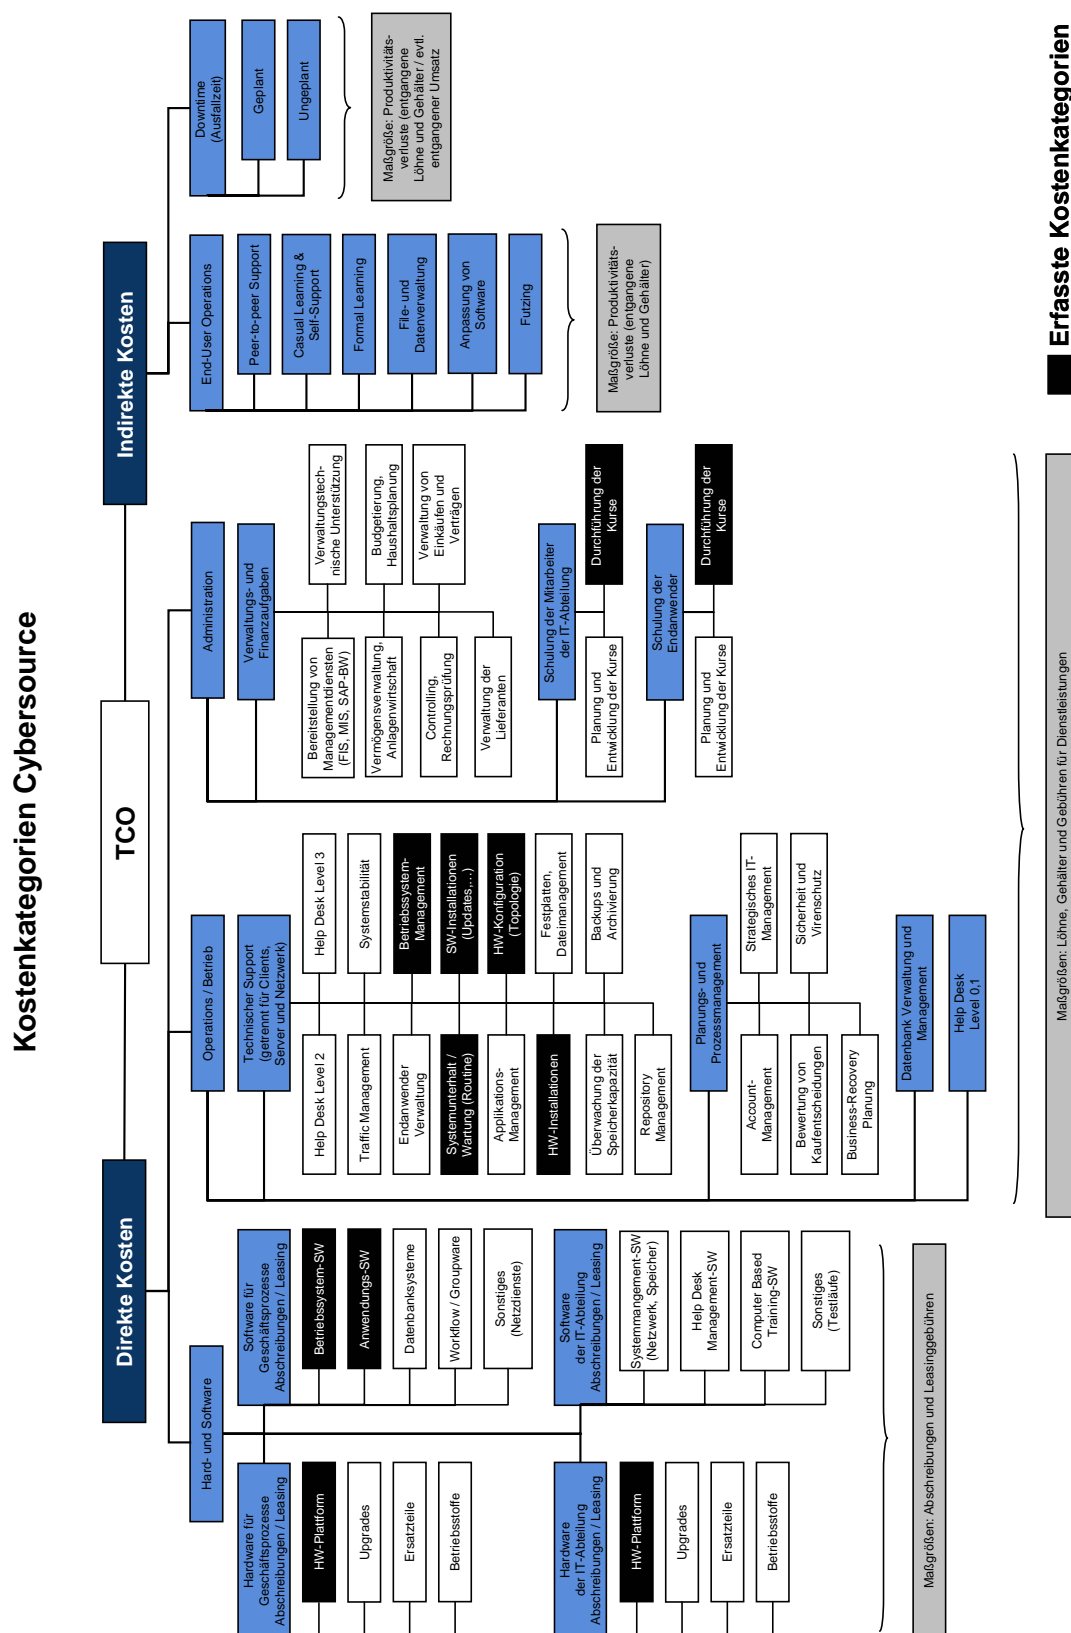 Kostenkategorien Cybersource
TCO
Direkte Kosten
Indirekte Kosten
Hard- und Software
Hardware für
Geschäftsprozesse
Abschreibungen / Leasing
HW-Plattform
Upgrades
Ersatzteile
Betriebsstoffe
Software für
Geschäftsprozesse
Abschreibungen / Leasing
Betriebssystem-SW
Anwendungs-SW
Datenbanksysteme
Workflow / Groupware
Sonstiges
(Netzdienste)
Hardware
der IT-Abteilung
Abschreibungen / Leasing
HW-Plattform
Upgrades
Ersatzteile
Betriebsstoffe
Software
der IT-Abteilung
Abschreibungen / Leasing
Systemmangement-SW
(Netzwerk, Speicher)
Help Desk
Management-SW
Computer Based
Training-SW
Sonstiges
(Testläufe)
Maßgrößen: Abschreibungen und Leasinggebühren
Operations / Betrieb
Technischer Support
(getrennt für Clients,
Server und Netzwerk)
Help Desk Level 2
Help Desk Level 3
Traffic Management
Systemstabilität
Endanwender
Verwaltung
Betriebssystem-
Management
Systemunterhalt /
Wartung (Routine)
SW-Installationen
(Updates,...)
Applikations-
Management
HW-Konfiguration
(Topologie)
HW-Installationen
Festplatten,
Dateimanagement
Überwachung der
Speicherkapazität
Backups und
Archivierung
Repository
Management
Planungs- und
Prozessmanagement
Account-
Management
Strategisches IT-
Management
Bewertung von
Kaufentscheidungen
Sicherheit und
Virenschutz
Business-Recovery
Planung
Datenbank Verwaltung und
Management
Help Desk
Level 0,1
Administration
Verwaltungs- und
Finanzaufgaben
Bereitstellung von
Managementdiensten
(FIS, MIS, SAP-BW)
Verwaltungstech-
nische Unterstützung
Vermögensverwaltung,
Anlagenwirtschaft
Budgetierung,
Haushaltsplanung
Controlling,
Rechnungsprüfung
Verwaltung von
Einkäufen und
Verträgen
Verwaltung der
Lieferanten
Schulung der Mitarbeiter
der IT-Abteilung
Planung und
Entwicklung der Kurse
Durchführung der
Kurse
Schulung der
Endanwender
Planung und
Entwicklung der Kurse
Durchführung der
Kurse
Maßgrößen: Löhne, Gehälter und Gebühren für Dienstleistungen
End-User Operations
Peer-to-peer Support
Casual Learning &
Self-Support
Formal Learning
File- und
Datenverwaltung
Anpassung von
Software
Futzing
Maßgröße: Produktivitäts-
verluste (entgangene
Löhne und Gehälter)
Downtime
(Ausfallzeit)
Geplant
Ungeplant
Maßgröße: Produktivitäts-
verluste (entgangene
Löhne und Gehälter / evtl.
entgangener Umsatz
Erfasste Kostenkategorien